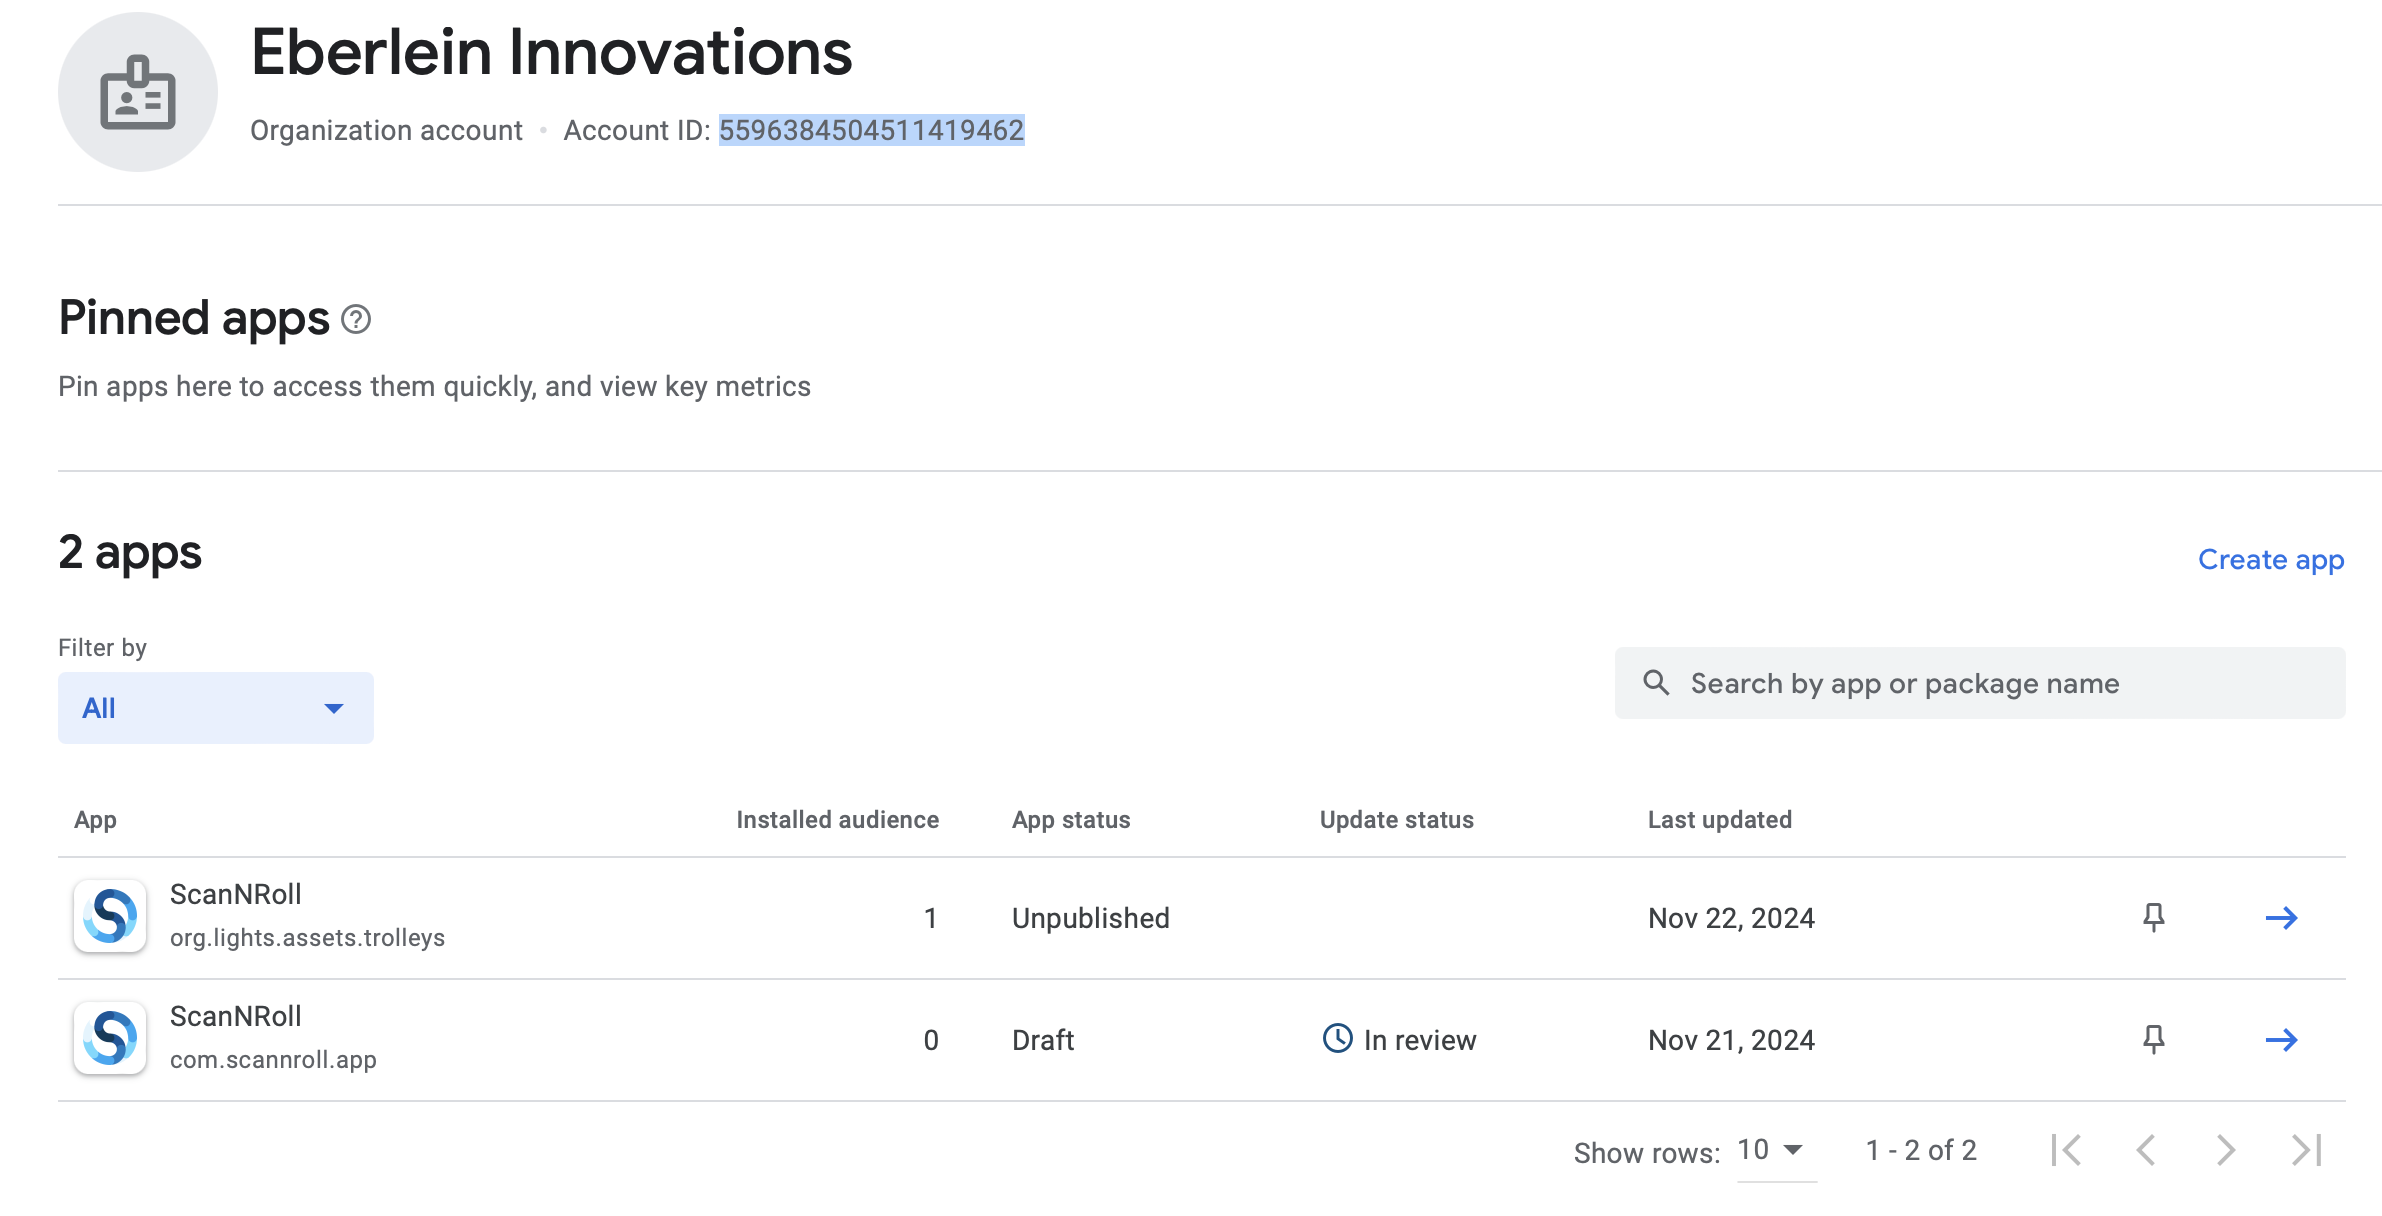 Eberlein Innovations
Organization account • Account ID: 5596384504511419462
Pinned apps
Pin apps here to access them quickly, and view key metrics
2 apps
Create app
Filter by
All
Search by app or package name
App Installed audience App status Update status Last updated
ScanNRoll
org.lights.assets.trolleys
1 Unpublished Nov 22, 2024
ScanNRoll
com.scannroll.app
0 Draft In review Nov 21, 2024
Show rows: 10 1 - 2 of 2